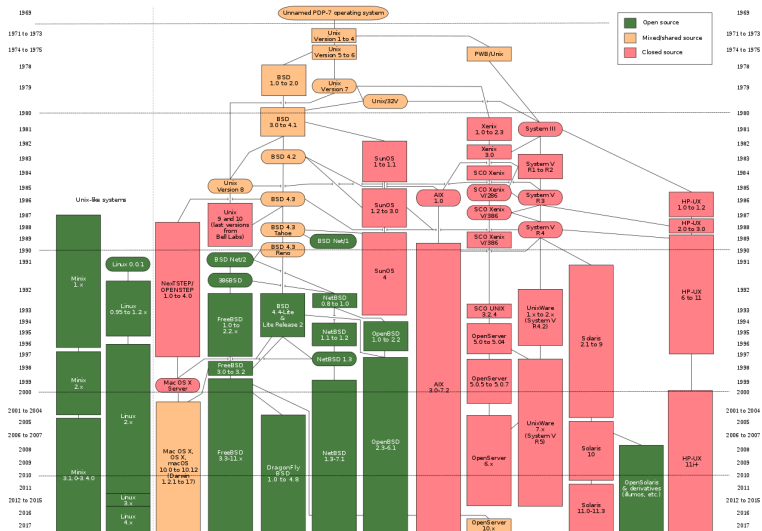 1969
1971 to 1973
1974 to 1975
1978
1979
1980
1981
1982
1983
1984
1985
1986
1987
1988
1989
1990
1991
1992
1993
1994
1995
1996
1997
1998
1999
2000
2001 to 2004
2005
2006 to 2007
2008
2009
2010
2011
2012 to 2015
2016
2017
Unnamed PDP-7 operating system
Unix
Version 1 to 4
Unix
Version 5 to 6
PWB/Unix
Open source
Mixed/shared source
Closed source
BSD
1.0 to 2.0
Unix
Version 7
Unix/32V
BSD
3.0 to 4.1
Xenix
1.0 to 2.3
System III
Xenix
3.0
BSD 4.2
SunOS
1 to 1.1
SCO Xenix
System V
R1 to R2
Unix
Version 8
AIX
1.0
SCO Xenix
V/286
System V
R3
Unix-like systems
BSD 4.3
Unix
9 and 10
(last versions
from
Bell Labs)
SunOS
1.2 to 3.0
SCO Xenix
V/386
HP-UX
1.0 to 1.2
BSD 4.3
Tahoe
BSD Net/1
SCO Xenix
V/386
System V
R4
HP-UX
2.0 to 3.0
BSD 4.3
Reno
Linux 0.0.1
BSD Net/2
386BSD
Minix
1.x
NexTSTEP/
OPENSTEP
1.0 to 4.0
SunOS
4
HP-UX
6 to 11
Linux
0.95 to 1.2.x
FreeBSD
1.0 to
2.2.x
BSD
4.4-Lite
&
Lite Release 2
NetBSD
0.8 to 1.0
NetBSD
1.1 to 1.2
NetBSD 1.3
OpenBSD
1.0 to 2.2
SCO UNIX
3.2.4
OpenServer
5.0 to 5.04
OpenServer
5.0.5 to 5.0.7
UnixWare
1.x to 2.x
(System V
R4.2)
Solaris
2.1 to 9
Minix
2.x
FreeBSD
3.0 to 3.2
Mac OS X
Server
AIX
3.0-7.2
Linux
2.x
UnixWare
7.x
(System V
R5)
Minix
3.1.0-3.4.0
Mac OS X,
OS X,
macOS
10.0 to 10.12
(Darwin
1.2.1 to 17)
FreeBSD
3.3-11.x
DragonFly
BSD
1.0 to 4.8
NetBSD
1.3-7.1
OpenBSD
2.3-6.1
OpenServer
6.x
Solaris
10
OpenSolaris
& derivatives
(illumos, etc.)
HP-UX
11i+
Linux
3.x
Linux
4.x
Solaris
11.0-11.3
OpenServer
10.x
1969
1971 to 1973
1974 to 1975
1978
1979
1980
1981
1982
1983
1984
1985
1986
1987
1988
1989
1990
1991
1992
1993
1994
1995
1996
1997
1998
1999
2000
2001 to 2004
2005
2006 to 2007
2008
2009
2010
2011
2012 to 2015
2016
2017